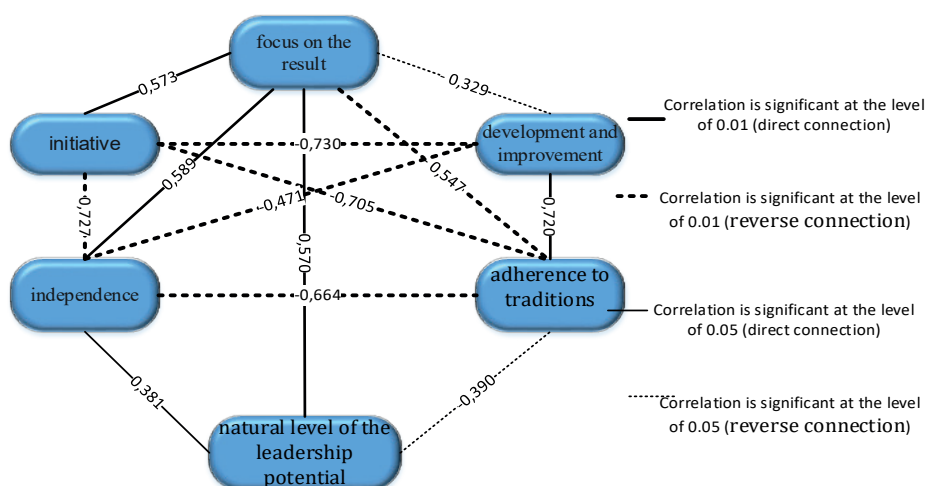 focus on the
result
0,573
- 0,329
initiative
-0,730
development and
improvement
0,589
0,547
-0,471
-0,705
-0,727
0,720
0,570
independence
-0,664
adherence to
traditions
0,381
-0,390
natural level of the
leadership
potential
Correlation is significant at the level
of 0.01 (direct connection)
Correlation is significant at the level
of 0.01 (reverse connection)
Correlation is significant at the level
of 0.05 (direct connection)
Correlation is significant at the level
of 0.05 (reverse connection)